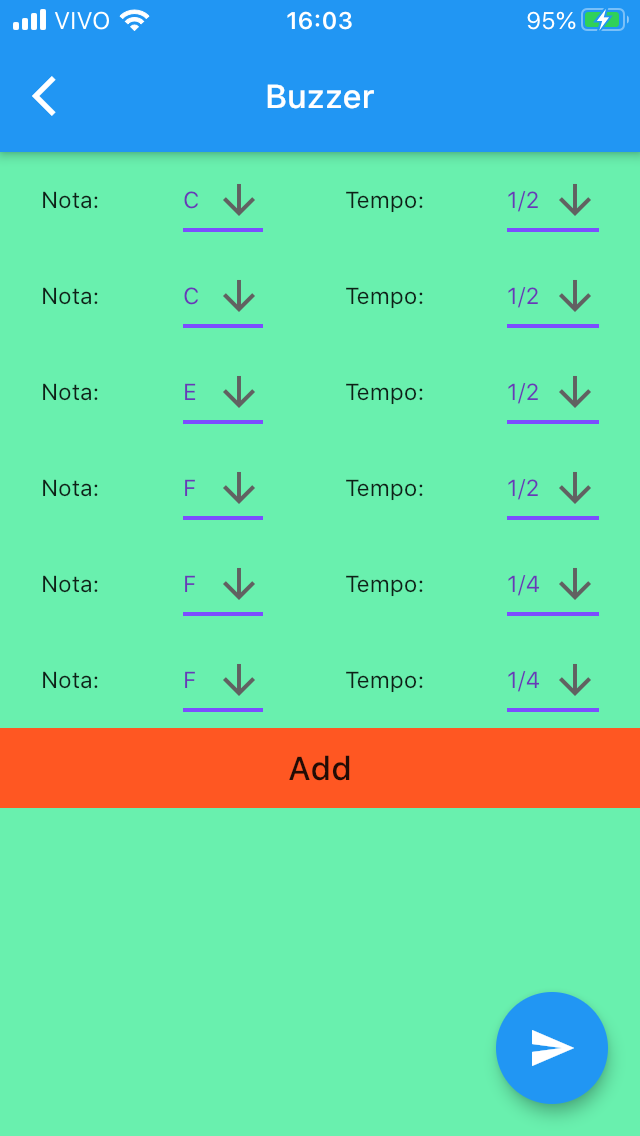 VIVO 16:03 95%
Buzzer
Nota: C Tempo: 1/2
Nota: C Tempo: 1/2
Nota: E Tempo: 1/2
Nota: F Tempo: 1/2
Nota: F Tempo: 1/4
Nota: F Tempo: 1/4
Add